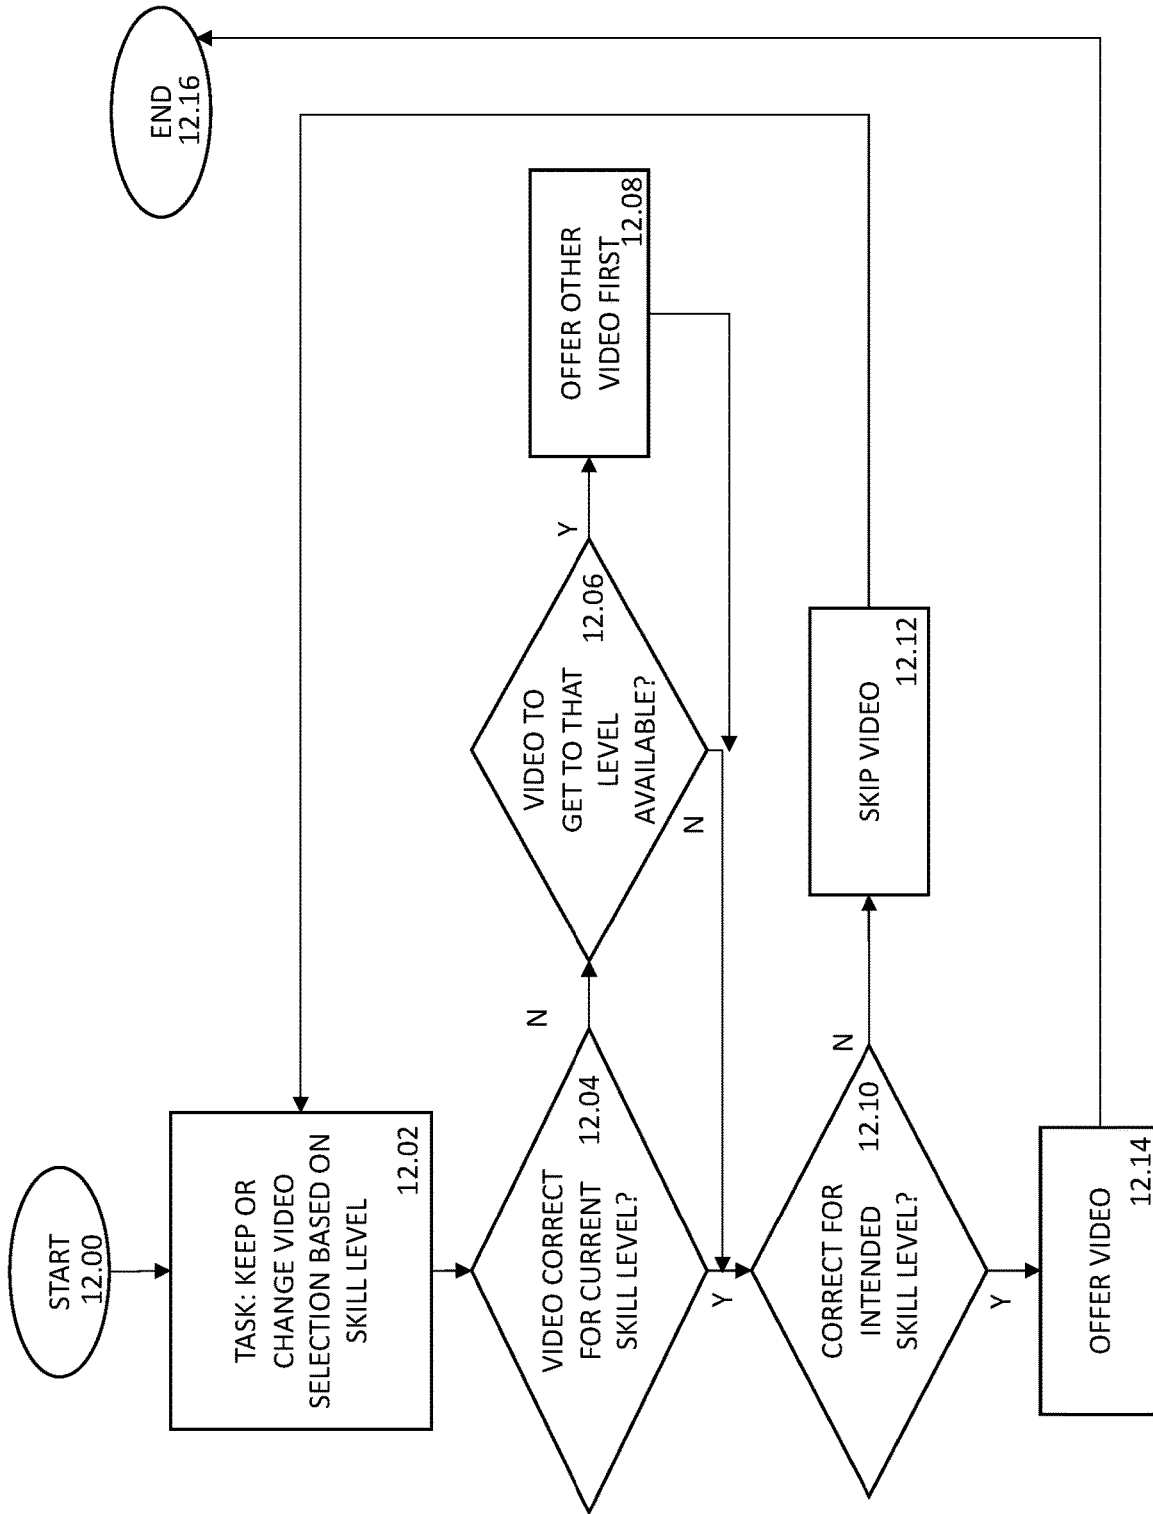 START
12.00
TASK: KEEP OR
CHANGE VIDEO
SELECTION BASED ON
SKILL LEVEL
12.02
VIDEO CORRECT
FOR CURRENT
SKILL LEVEL?
12.04
N
Y
VIDEO TO
GET TO THAT
LEVEL
AVAILABLE?
12.06
Y
N
OFFER OTHER
VIDEO FIRST
12.08
CORRECT FOR
INTENDED
SKILL LEVEL?
12.10
N
Y
SKIP VIDEO
12.12
OFFER VIDEO
12.14
END
12.16